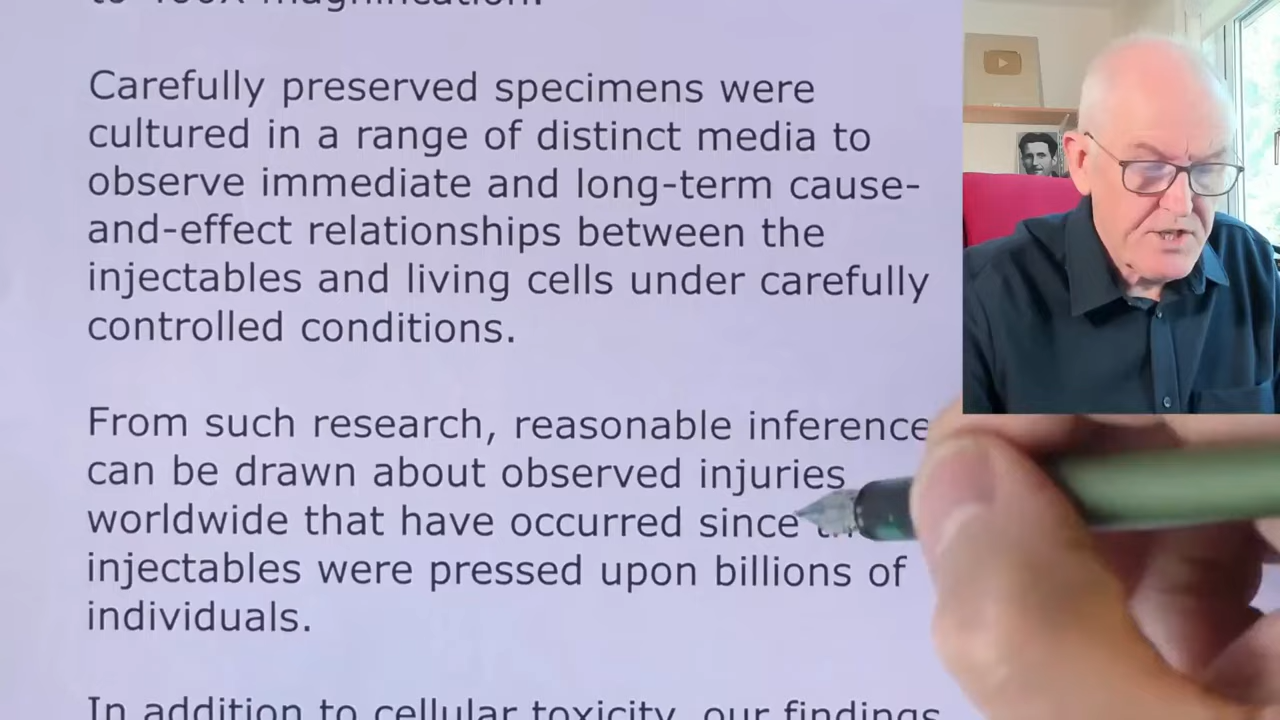 to 400X magnification.
Carefully preserved specimens were
cultured in a range of distinct media to
observe immediate and long-term cause-
and-effect relationships between the
injectables and living cells under carefully
controlled conditions.
From such research, reasonable inference
can be drawn about observed injuries
worldwide that have occurred since
injectables were pressed upon billions of
individuals.
In addition to cellular toxicity, our findings